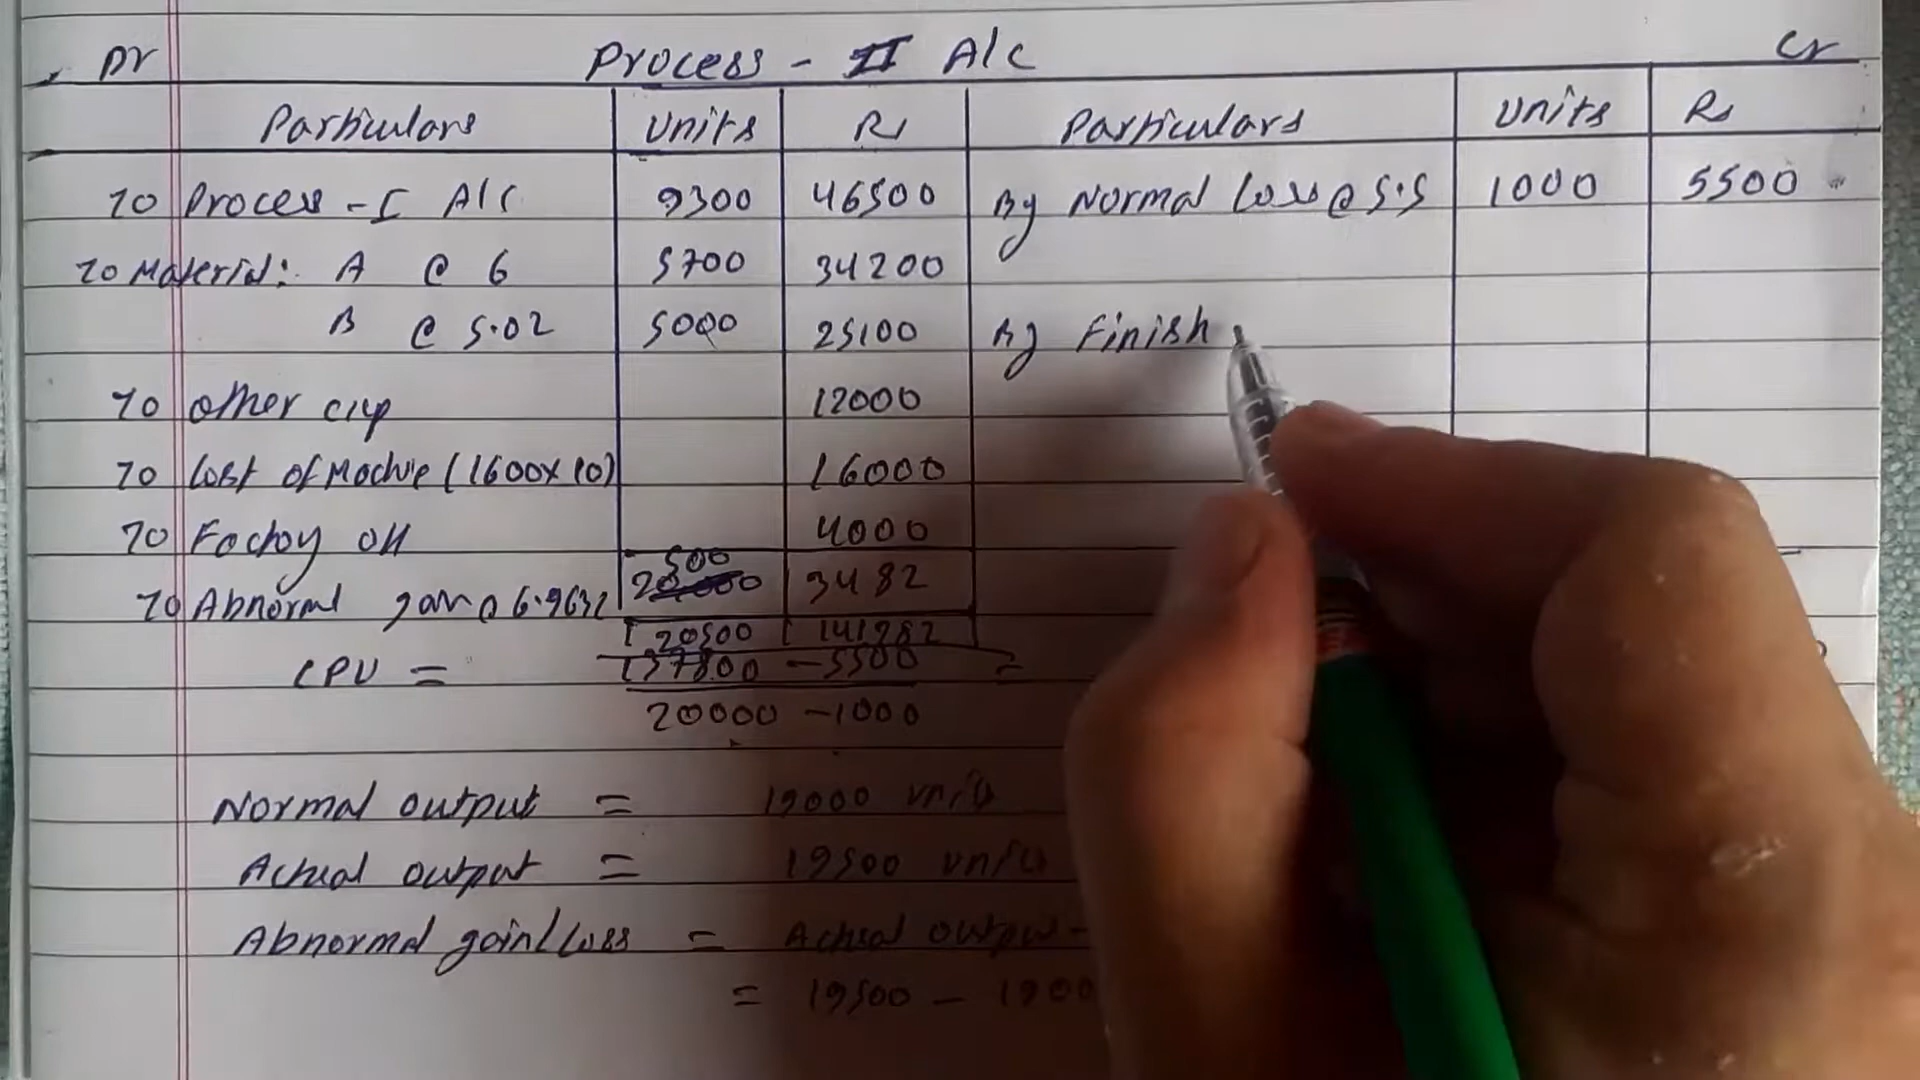 Dr Process - II A/c Cr
Particulars Units Rs Particulars Units Rs
To Process - I A/c 9300 46500 By Normal Loss @ 5.5 1000 5500
To Material: A @ 6 5700 34200
B @ 5.02 5000 25100 By Finish
To other exp 12000
To Cost of Machine (1600x10) 16000
To Factory OH 4000
500
To Abnormal gain @ 6.9632 20000 3482
20500 141282
CPU = 137800 - 5500 =
20000 - 1000
Normal output = 19000 units
Actual output = 19500 units
Abnormal gain/Loss = Actual output -
= 19500 - 1900